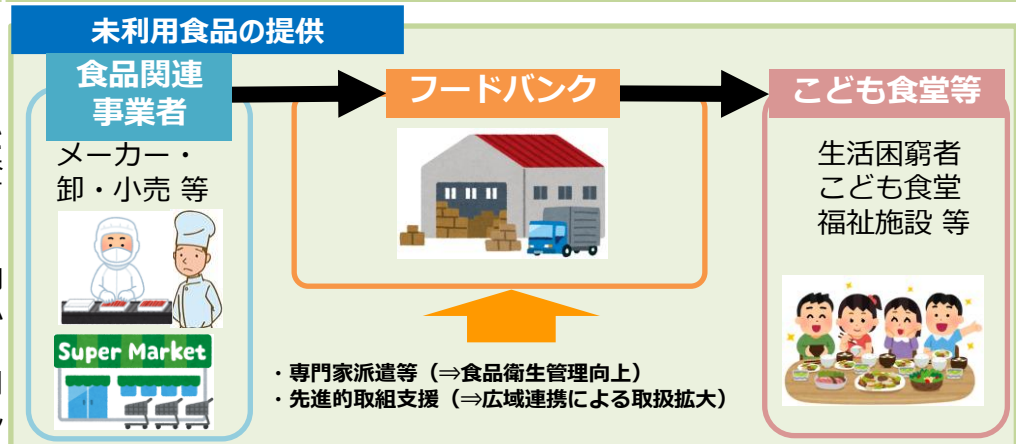 未利用食品の提供
食品関連
事業者
フードバンク
こども食堂等
メーカー・
卸・小売 等
生活困窮者
こども食堂
福祉施設 等
Super Market
・専門家派遣等（⇒食品衛生管理向上）
・先進的取組支援（⇒広域連携による取扱拡大）